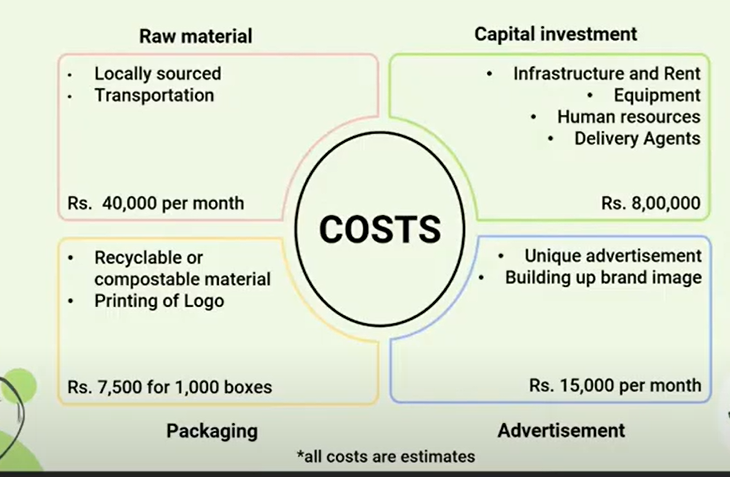 Raw material
• Locally sourced
• Transportation
Rs. 40,000 per month
Capital investment
• Infrastructure and Rent
• Equipment
• Human resources
• Delivery Agents
Rs. 8,00,000
COSTS
• Recyclable or
compostable material
• Printing of Logo
Rs. 7,500 for 1,000 boxes
Packaging
• Unique advertisement
• Building up brand image
Rs. 15,000 per month
Advertisement
*all costs are estimates